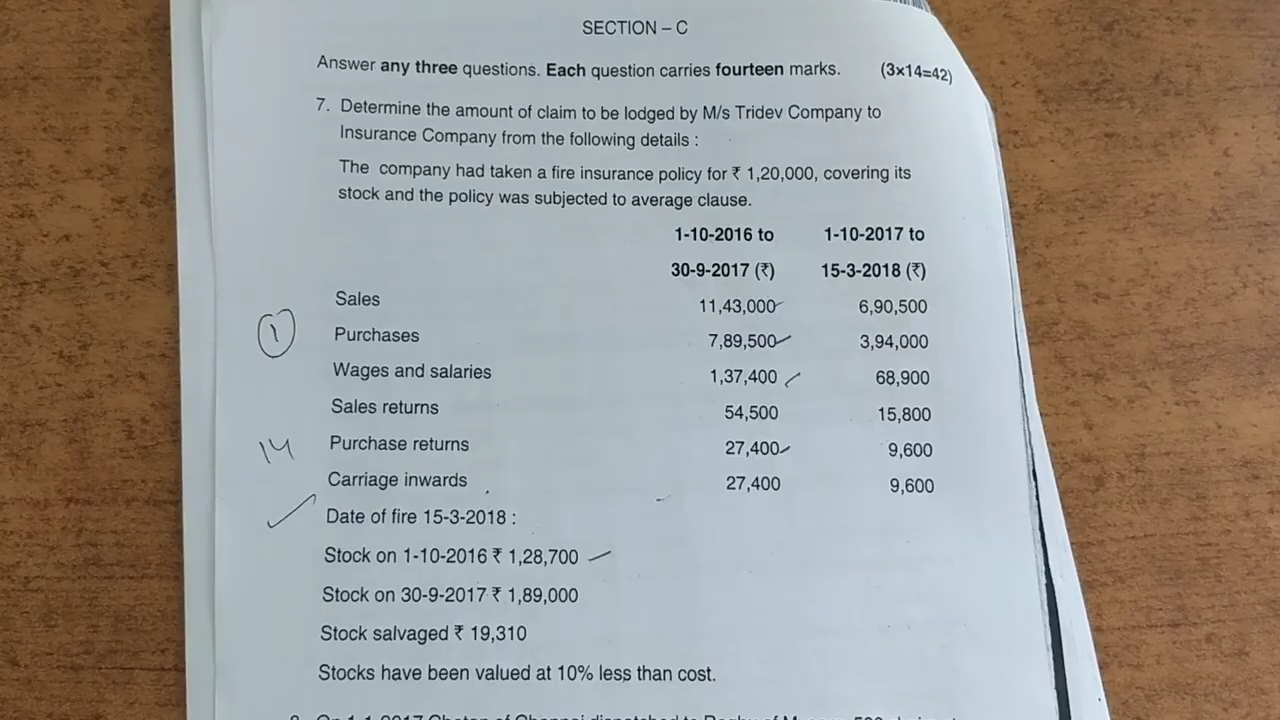 SECTION – C
Answer any three questions. Each question carries fourteen marks. (3×14=42)
7. Determine the amount of claim to be lodged by M/s Tridev Company to
Insurance Company from the following details :
The company had taken a fire insurance policy for ₹ 1,20,000, covering its
stock and the policy was subjected to average clause.
1-10-2016 to 1-10-2017 to
30-9-2017 (₹) 15-3-2018 (₹)
Sales 11,43,000 6,90,500
1
Purchases 7,89,500 3,94,000
Wages and salaries 1,37,400 68,900
Sales returns 54,500 15,800
14
Purchase returns 27,400 9,600
Carriage inwards 27,400 9,600
Date of fire 15-3-2018 :
Stock on 1-10-2016 ₹ 1,28,700
Stock on 30-9-2017 ₹ 1,89,000
Stock salvaged ₹ 19,310
Stocks have been valued at 10% less than cost.